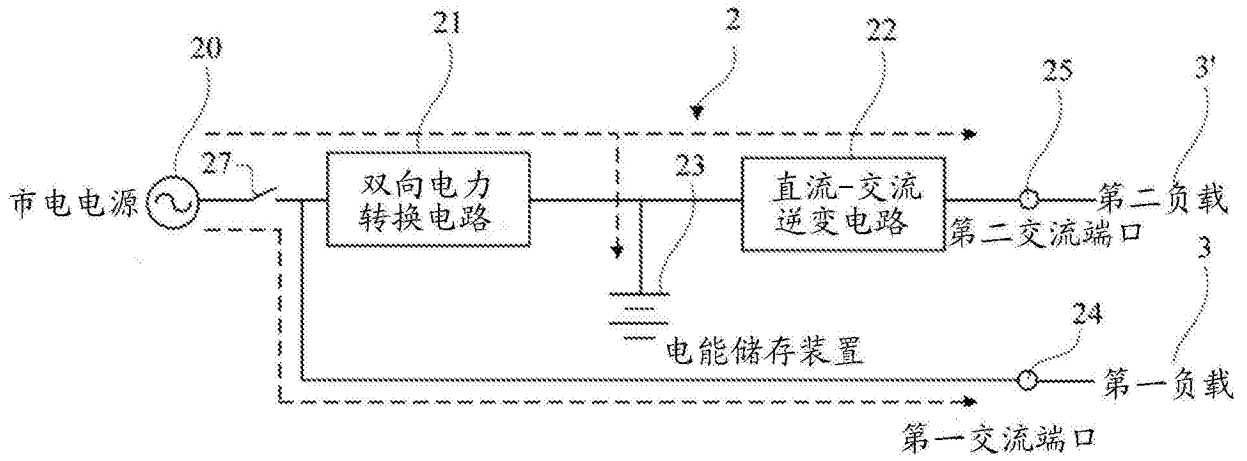 21
20
2
22
25
3'
27
市电电源
双向电力
转换电路
23
直流-交流
逆变电路
第二负载
第二交流端口
3
24
电能储存装置
第一负载
第一交流端口